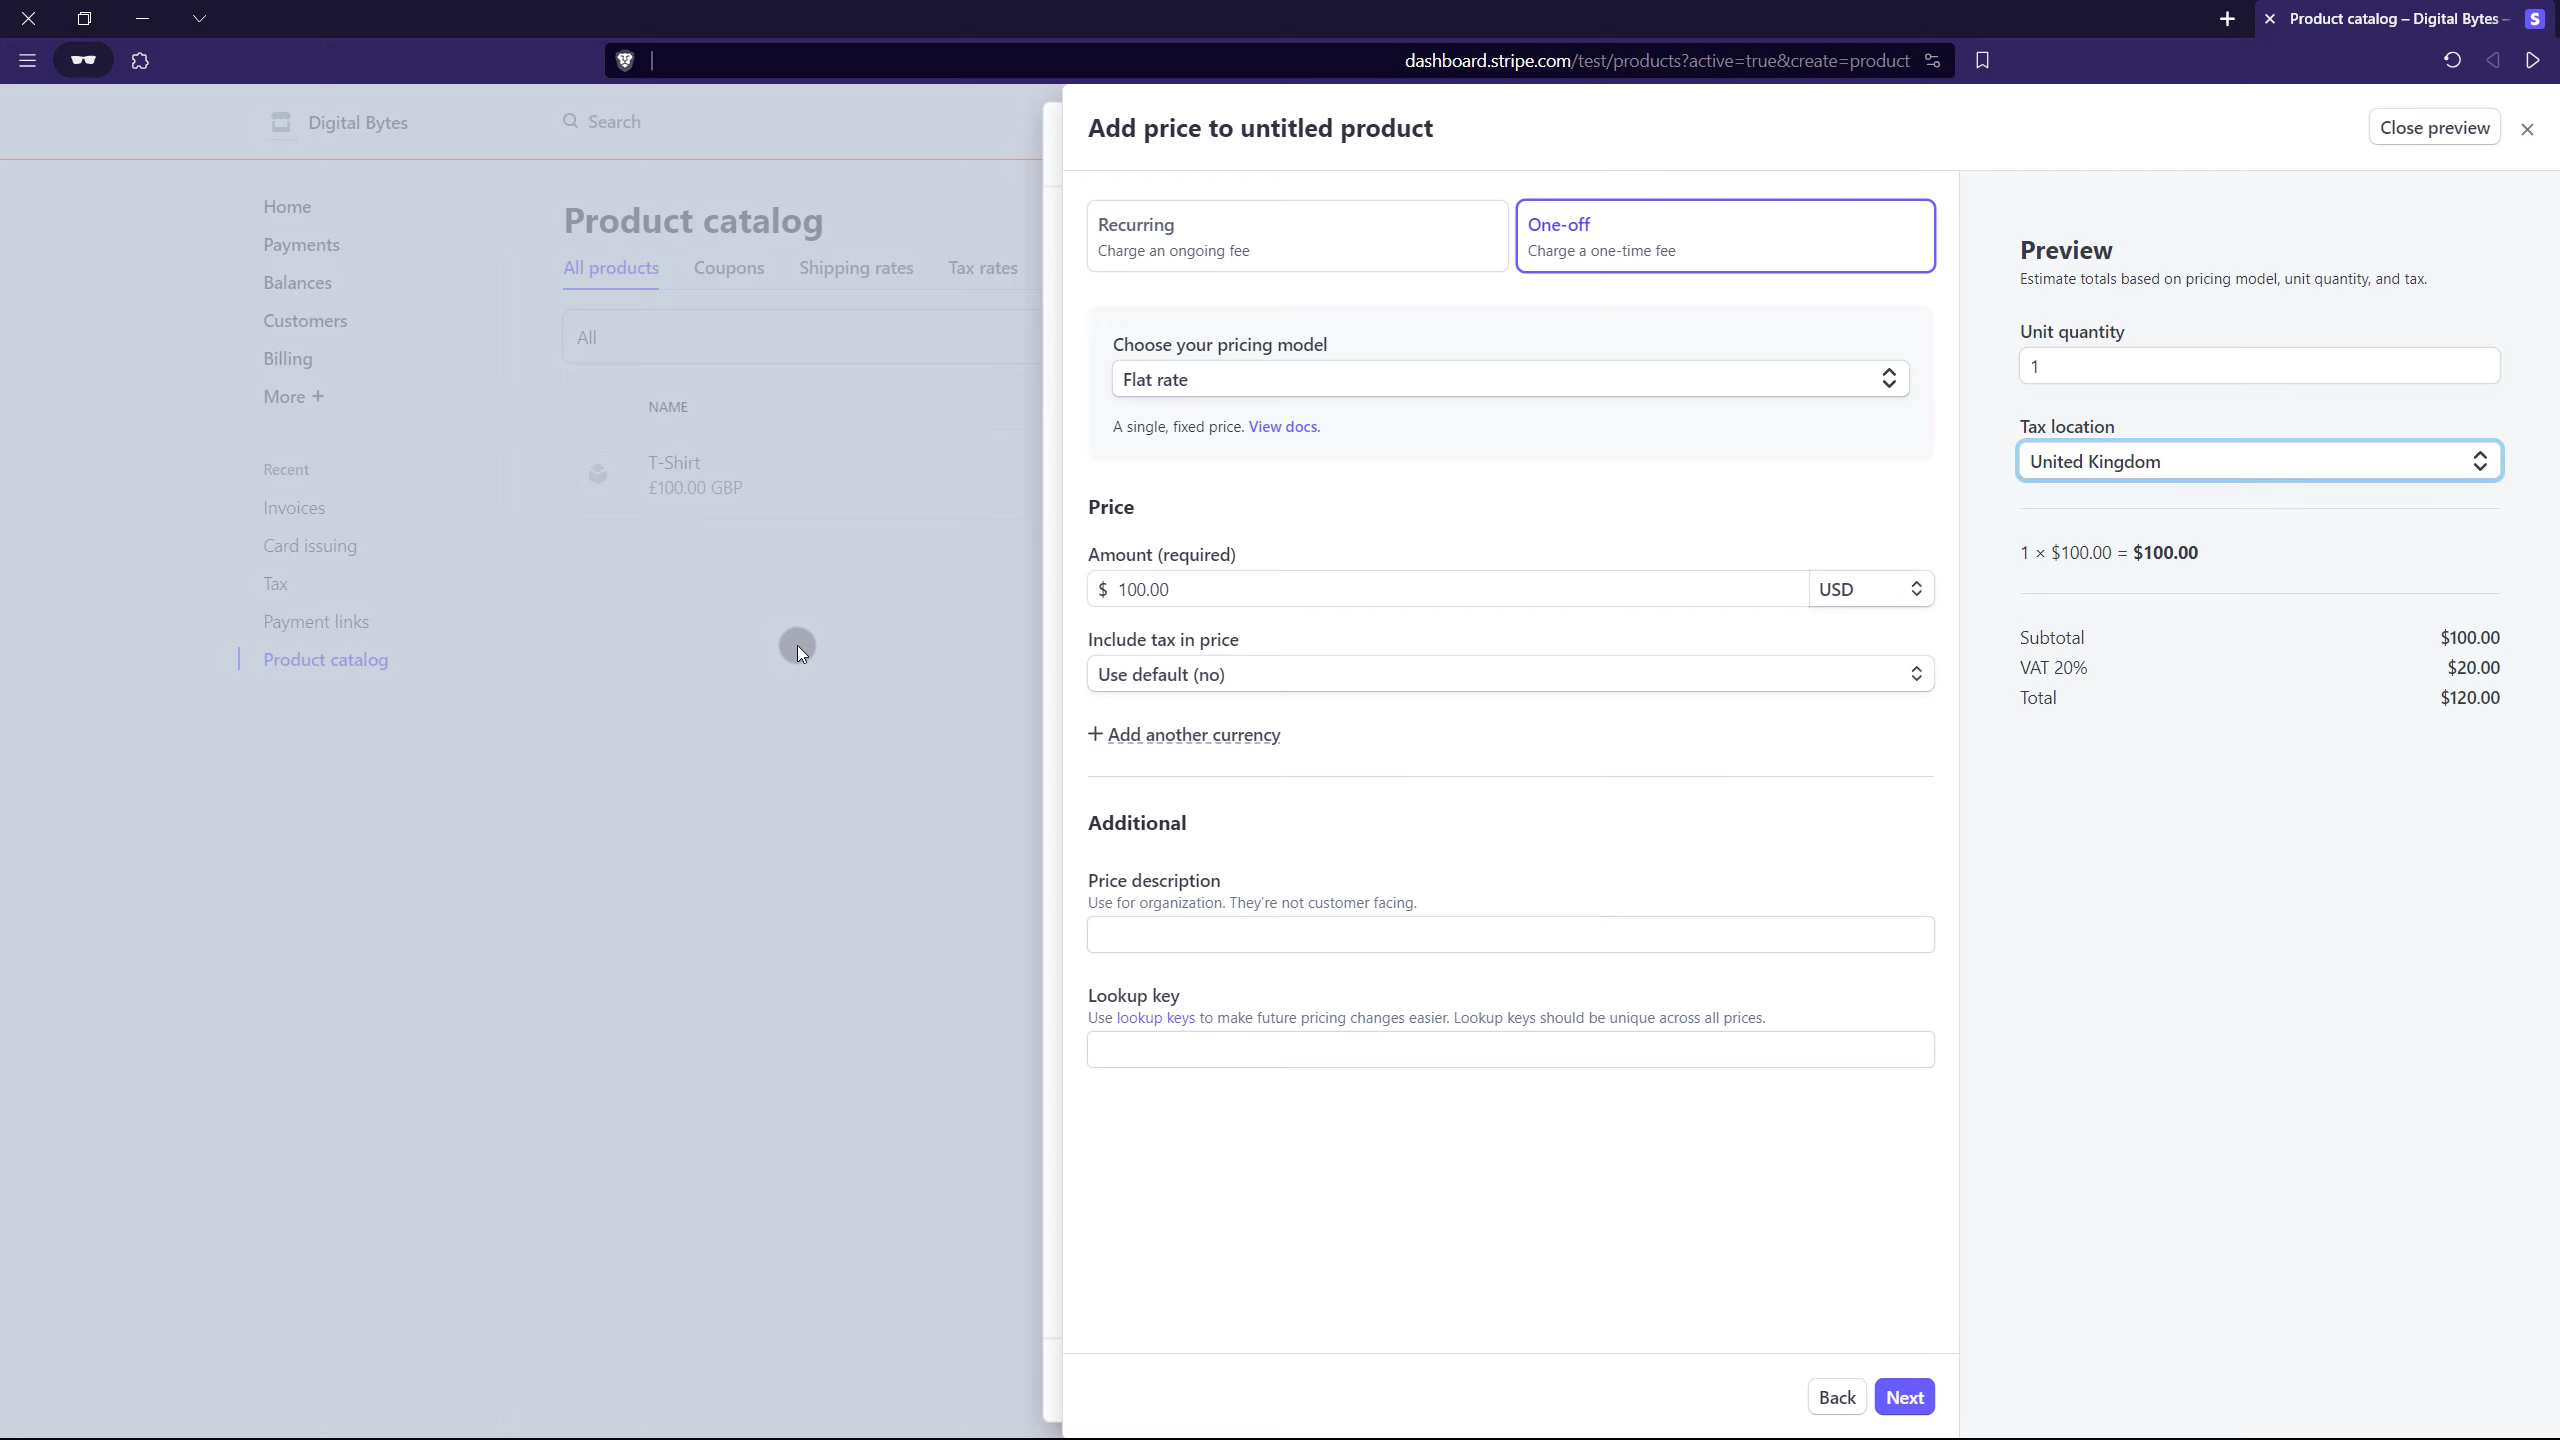 Product catalog – Digital Bytes –
S
dashboard.stripe.com/test/products?active=true&create=product
Digital Bytes
Search
Home
Payments
Balances
Customers
Billing
More +
Recent
Invoices
Card issuing
Tax
Payment links
Product catalog
Product catalog
All products
Coupons
Shipping rates
Tax rates
All
NAME
T-Shirt
£100.00 GBP
Add price to untitled product
Close preview
Recurring
Charge an ongoing fee
One-off
Charge a one-time fee
Choose your pricing model
Flat rate
A single, fixed price. View docs.
Price
Amount (required)
$ 100.00
USD
Include tax in price
Use default (no)
+ Add another currency
Additional
Price description
Use for organization. They're not customer facing.
Lookup key
Use lookup keys to make future pricing changes easier. Lookup keys should be unique across all prices.
Back
Next
Preview
Estimate totals based on pricing model, unit quantity, and tax.
Unit quantity
1
Tax location
United Kingdom
1 × $100.00 = $100.00
Subtotal $100.00
VAT 20% $20.00
Total $120.00